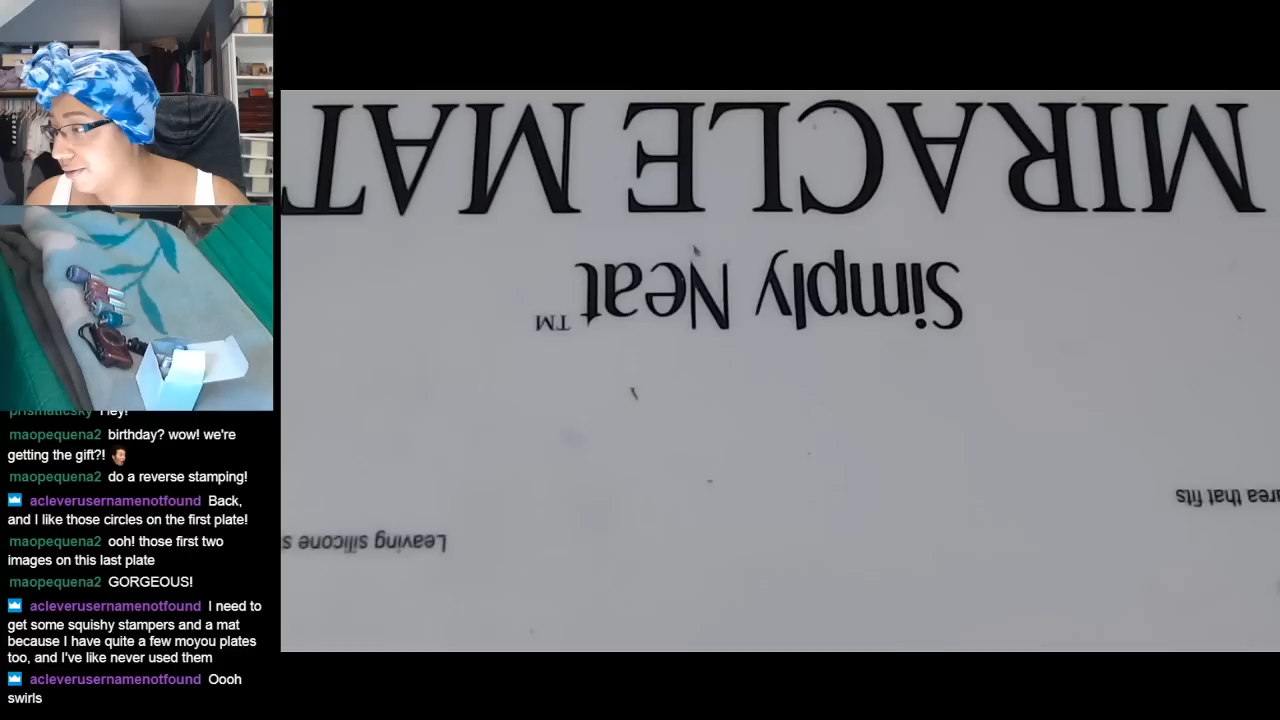 MIRACLE MAT
Simply Neat™
area that fits
Leaving silicone s
prismaticsky Hey!
maopequena2 birthday? wow! we're
getting the gift?!
maopequena2 do a reverse stamping!
acleverusernamenotfound Back,
and I like those circles on the first plate!
maopequena2 ooh! those first two
images on this last plate
maopequena2 GORGEOUS!
acleverusernamenotfound I need to
get some squishy stampers and a mat
because I have quite a few moyou plates
too, and I've like never used them
acleverusernamenotfound Oooh
swirls